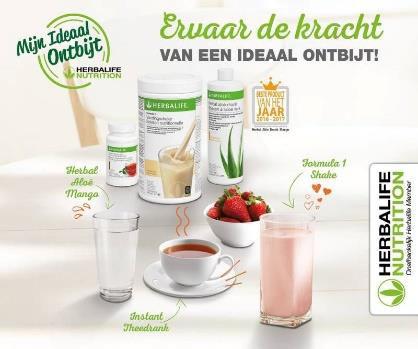 Mijn Ideaal
Ontbijt
HERBALIFE
NUTRITION
Ervaar de kracht
VAN EEN IDEAAL ONTBIJT!
BESTE PRODUCT
VAN HET
JAAR
2016 - 2017
HERBALIFE
Herbal
Aloë
Mango
Formula 1
Shake
Instant
Theedrank
HERBALIFE
NUTRITION
Onafhankelijk Herbalife Member